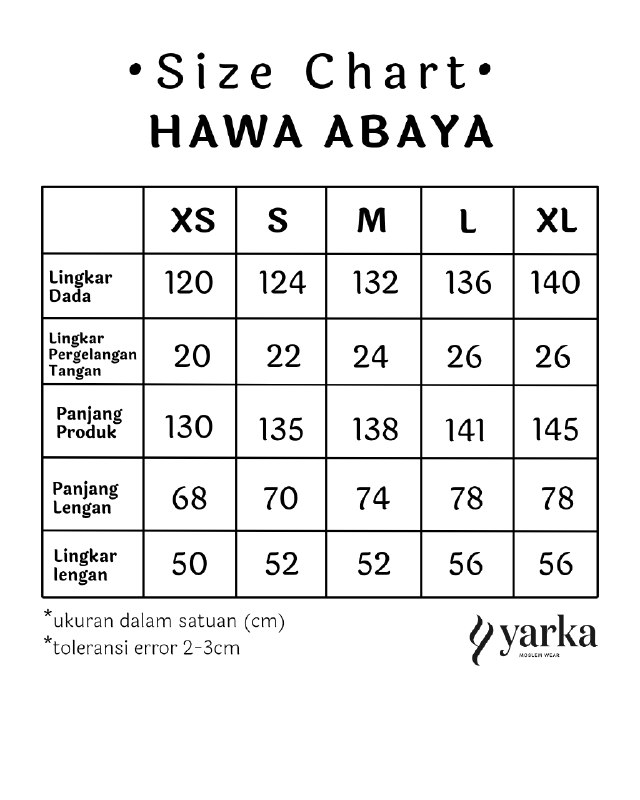 •Size Chart•
HAWA ABAYA
XS S M L XL
Lingkar Dada 120 124 132 136 140
Lingkar Pergelangan Tangan 20 22 24 26 26
Panjang Produk 130 135 138 141 145
Panjang Lengan 68 70 74 78 78
Lingkar lengan 50 52 52 56 56
*ukuran dalam satuan (cm)
*toleransi error 2-3cm
yarka
MOSLEM WEAR